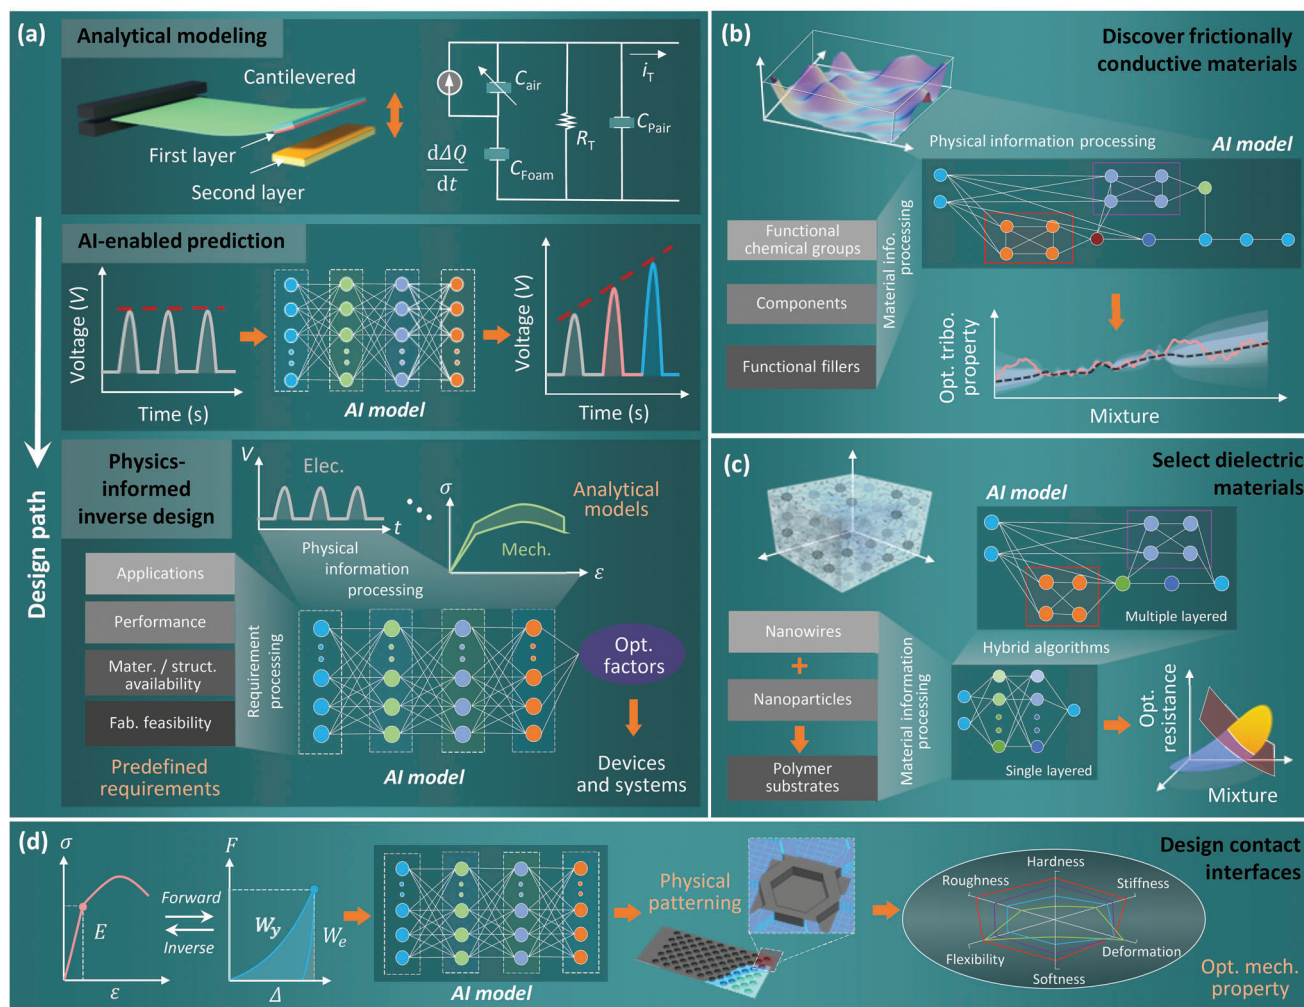 (a)
Analytical modeling
Cantilevered
First layer
Second layer
dΔQ
dt
C_air
C_Foam
R_T
C_Pair
i_T
Design path
AI-enabled prediction
Voltage (V)
Time (s)
AI model
Voltage (V)
Time (s)
Physics-
informed
inverse design
V
Elec.
t
σ
Mech.
ε
Analytical
models
Physical
information
processing
Applications
Performance
Mater. / struct.
availability
Fab. feasibility
Requirement
processing
Predefined
requirements
AI model
Opt.
factors
Devices
and systems
(b)
Discover frictionally
conductive materials
Physical information processing
AI model
Functional
chemical groups
Components
Functional fillers
Material info.
processing
Opt. tribo.
property
Mixture
(c)
Select dielectric
materials
AI model
Multiple layered
Nanowires
+
Nanoparticles
Polymer
substrates
Material information
processing
Hybrid algorithms
Single layered
Opt.
resistance
Mixture
(d)
σ
E
ε
Forward
Inverse
F
W_y
W_e
Δ
AI model
Physical
patterning
Design contact
interfaces
Hardness
Roughness
Stiffness
Flexibility
Deformation
Softness
Opt. mech.
property